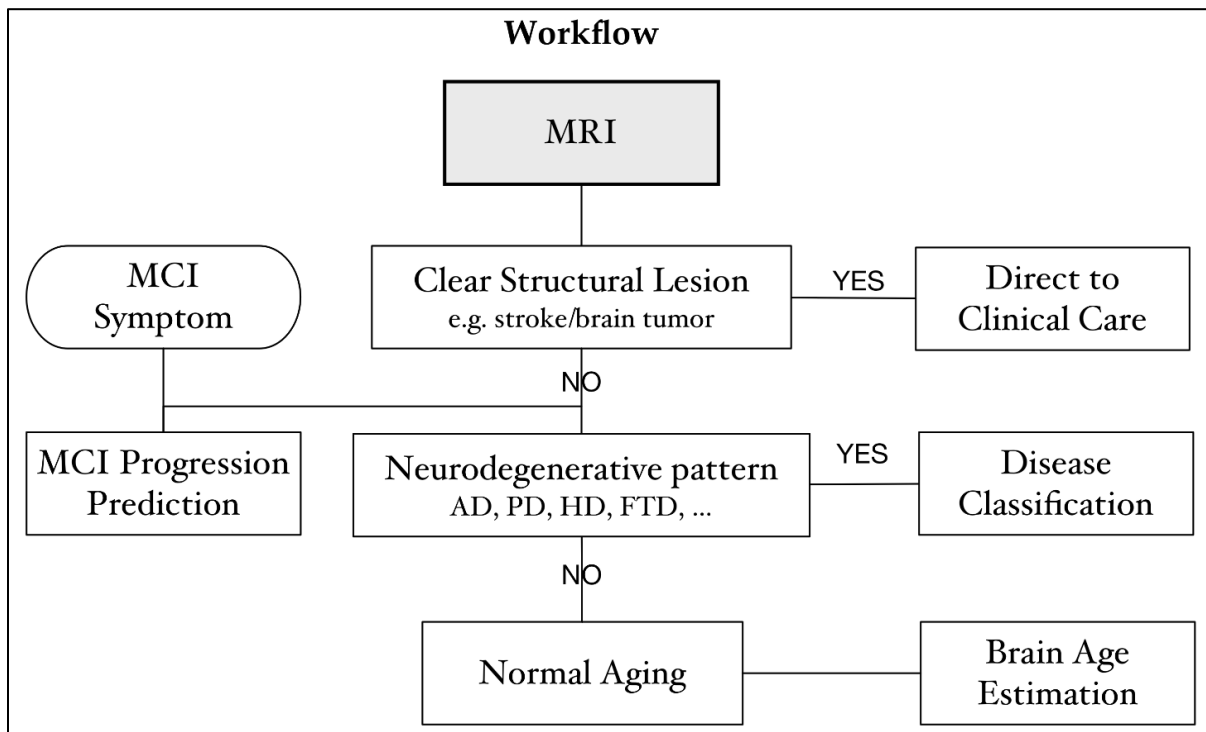 Workflow
MRI
MCI
Symptom
Clear Structural Lesion
e.g. stroke/brain tumor
YES
Direct to
Clinical Care
NO
MCI Progression
Prediction
Neurodegenerative pattern
AD, PD, HD, FTD, ...
YES
Disease
Classification
NO
Normal Aging
Brain Age
Estimation